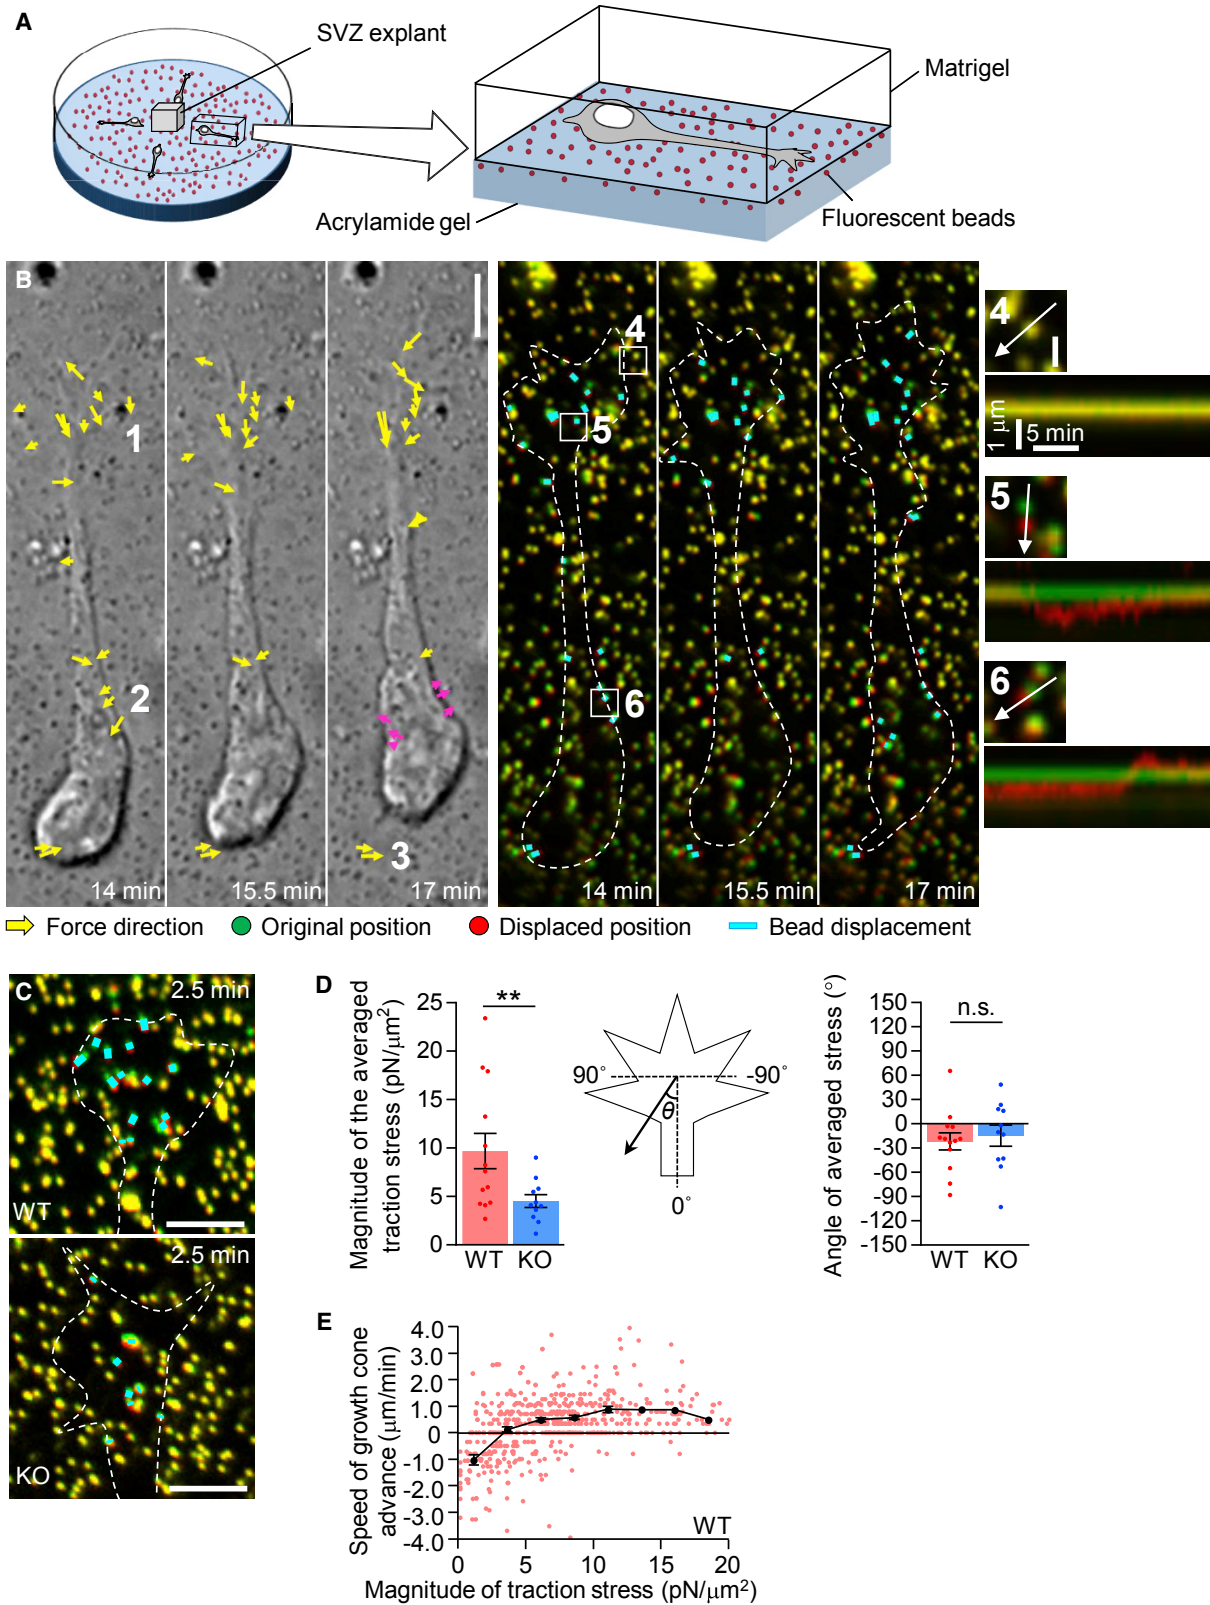 A
SVZ explant
Matrigel
Acrylamide gel
Fluorescent beads
B
1
2
3
14 min
15.5 min
17 min
4
5
6
14 min
15.5 min
17 min
4
1 μm
5 min
5
6
Force direction
Original position
Displaced position
Bead displacement
C
2.5 min
WT
2.5 min
KO
D
Magnitude of the averaged
traction stress (pN/μm²)
25
20
15
10
5
0
**
WT
KO
90°
-90°
θ
0°
Angle of averaged stress (°)
150
120
90
60
30
0
-30
-60
-90
-120
-150
n.s.
WT
KO
E
Speed of growth cone
advance (μm/min)
4.0
3.0
2.0
1.0
0
-1.0
-2.0
-3.0
-4.0
WT
0
5
10
15
20
Magnitude of traction stress (pN/μm²)